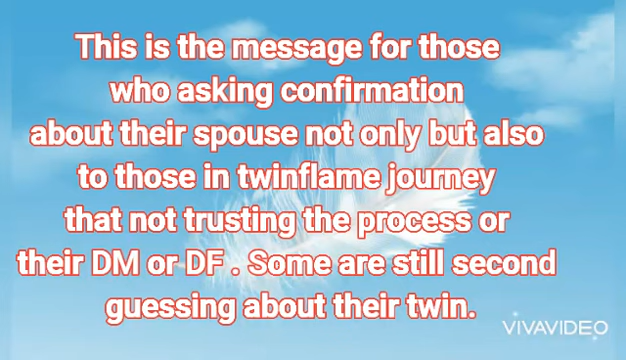 This is the message for those
who asking confirmation
about their spouse not only but also
to those in twinflame journey
that not trusting the process or
their DM or DF . Some are still second
guessing about their twin.
VIVAVIDEO